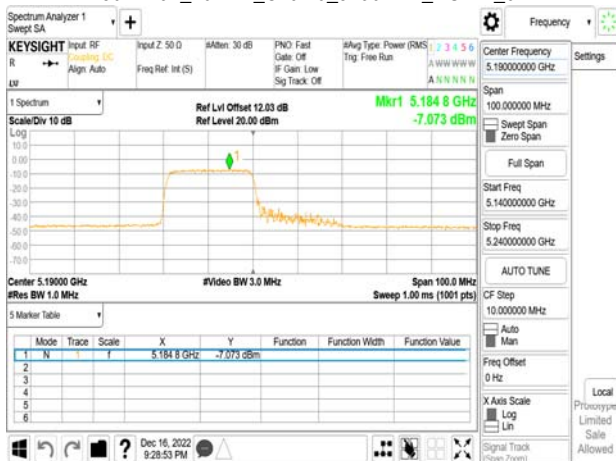 Spectrum Analyzer 1
Swept SA
+
Frequency
KEYSIGHT
R
LXI
Input: RF
Coupling: DC
Align: Auto
Input Z: 50 Ω
Freq Ref: Int (S)
#Atten: 30 dB
PNO: Fast
Gate: Off
IF Gain: Low
Sig Track: Off
#Avg Type: Power (RMS
Trig: Free Run
1 2 3 4 5 6
A W W W W W
A N N N N N
1 Spectrum
Scale/Div 10 dB
Log
Ref Lvl Offset 12.03 dB
Ref Level 20.00 dBm
Mkr1 5.184 8 GHz
-7.073 dBm
10.0
0.00
-10.0
-20.0
-30.0
-40.0
-50.0
-60.0
-70.0
1
Center 5.19000 GHz
#Res BW 1.0 MHz
#Video BW 3.0 MHz
Span 100.0 MHz
Sweep 1.00 ms (1001 pts)
5 Marker Table
Mode Trace Scale X Y Function Function Width Function Value
1 N 1 f 5.184 8 GHz -7.073 dBm
2
3
4
5
6
Dec 16, 2022
9:28:53 PM
Center Frequency
5.190000000 GHz
Settings
Span
100.000000 MHz
Swept Span
Zero Span
Full Span
Start Freq
5.140000000 GHz
Stop Freq
5.240000000 GHz
AUTO TUNE
CF Step
10.000000 MHz
Auto
Man
Freq Offset
0 Hz
X Axis Scale
Log
Lin
Signal Track
(Span Zoom)
Local
Prototype
Limited
Sale
Allowed